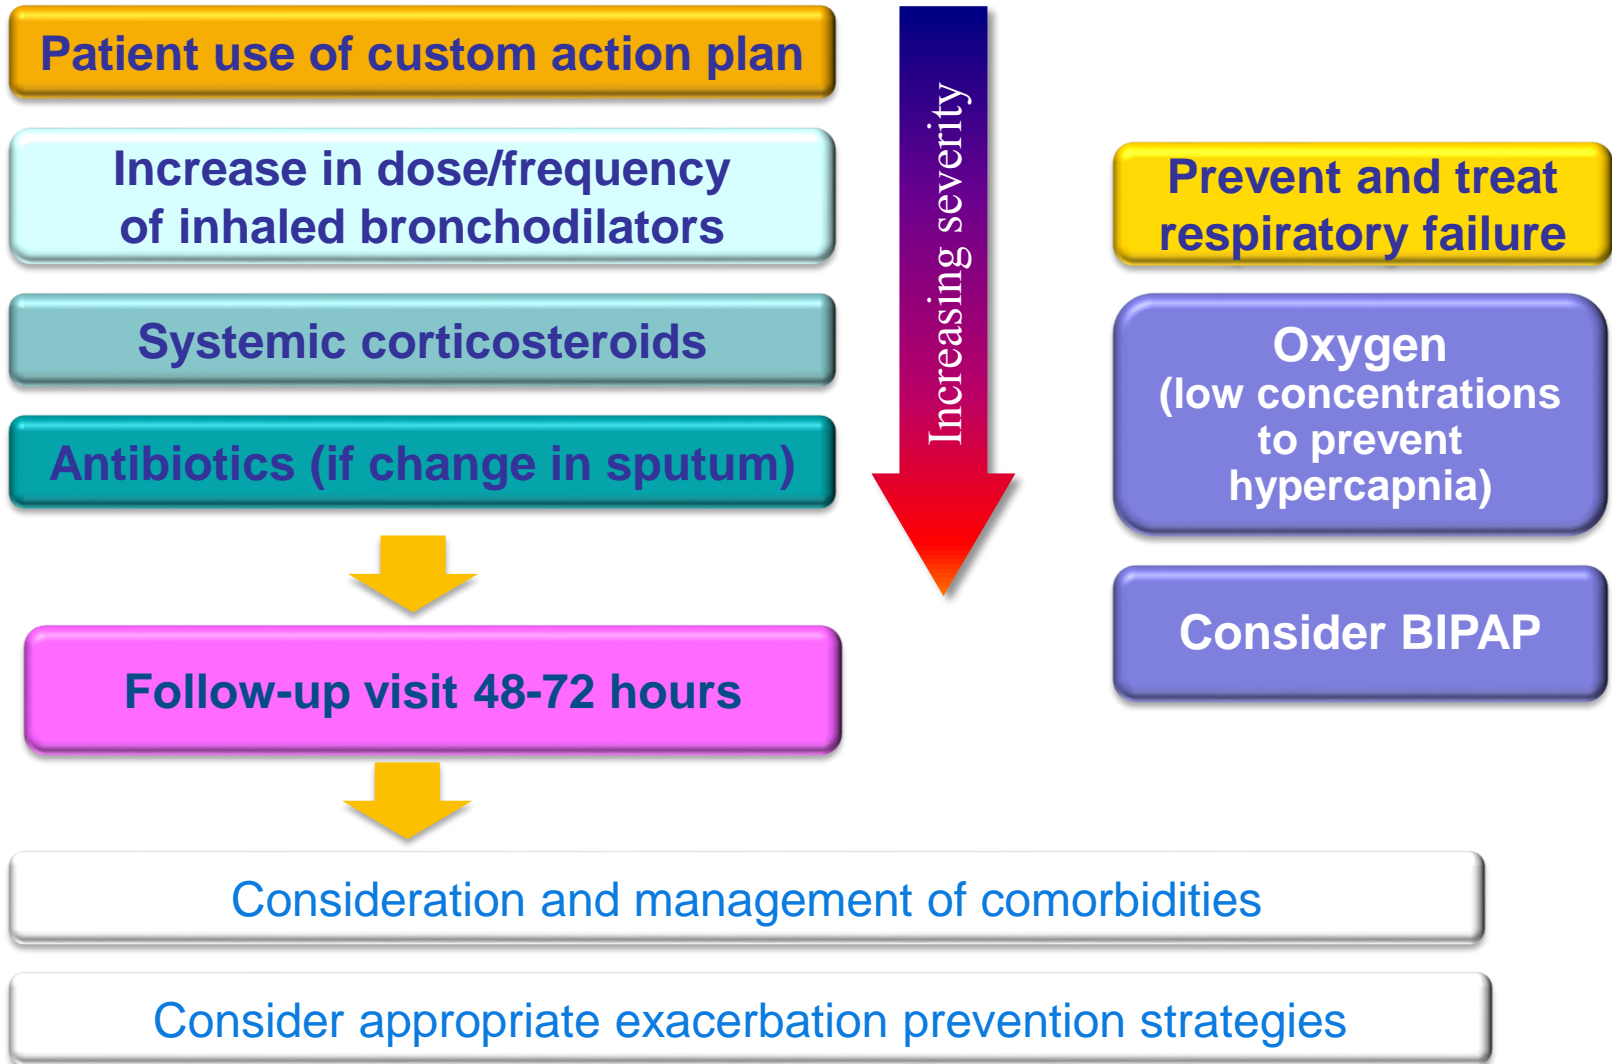 Patient use of custom action plan
Increase in dose/frequency
of inhaled bronchodilators
Systemic corticosteroids
Antibiotics (if change in sputum)
Increasing severity
Prevent and treat
respiratory failure
Oxygen
(low concentrations
to prevent
hypercapnia)
Consider BIPAP
Follow-up visit 48-72 hours
Consideration and management of comorbidities
Consider appropriate exacerbation prevention strategies